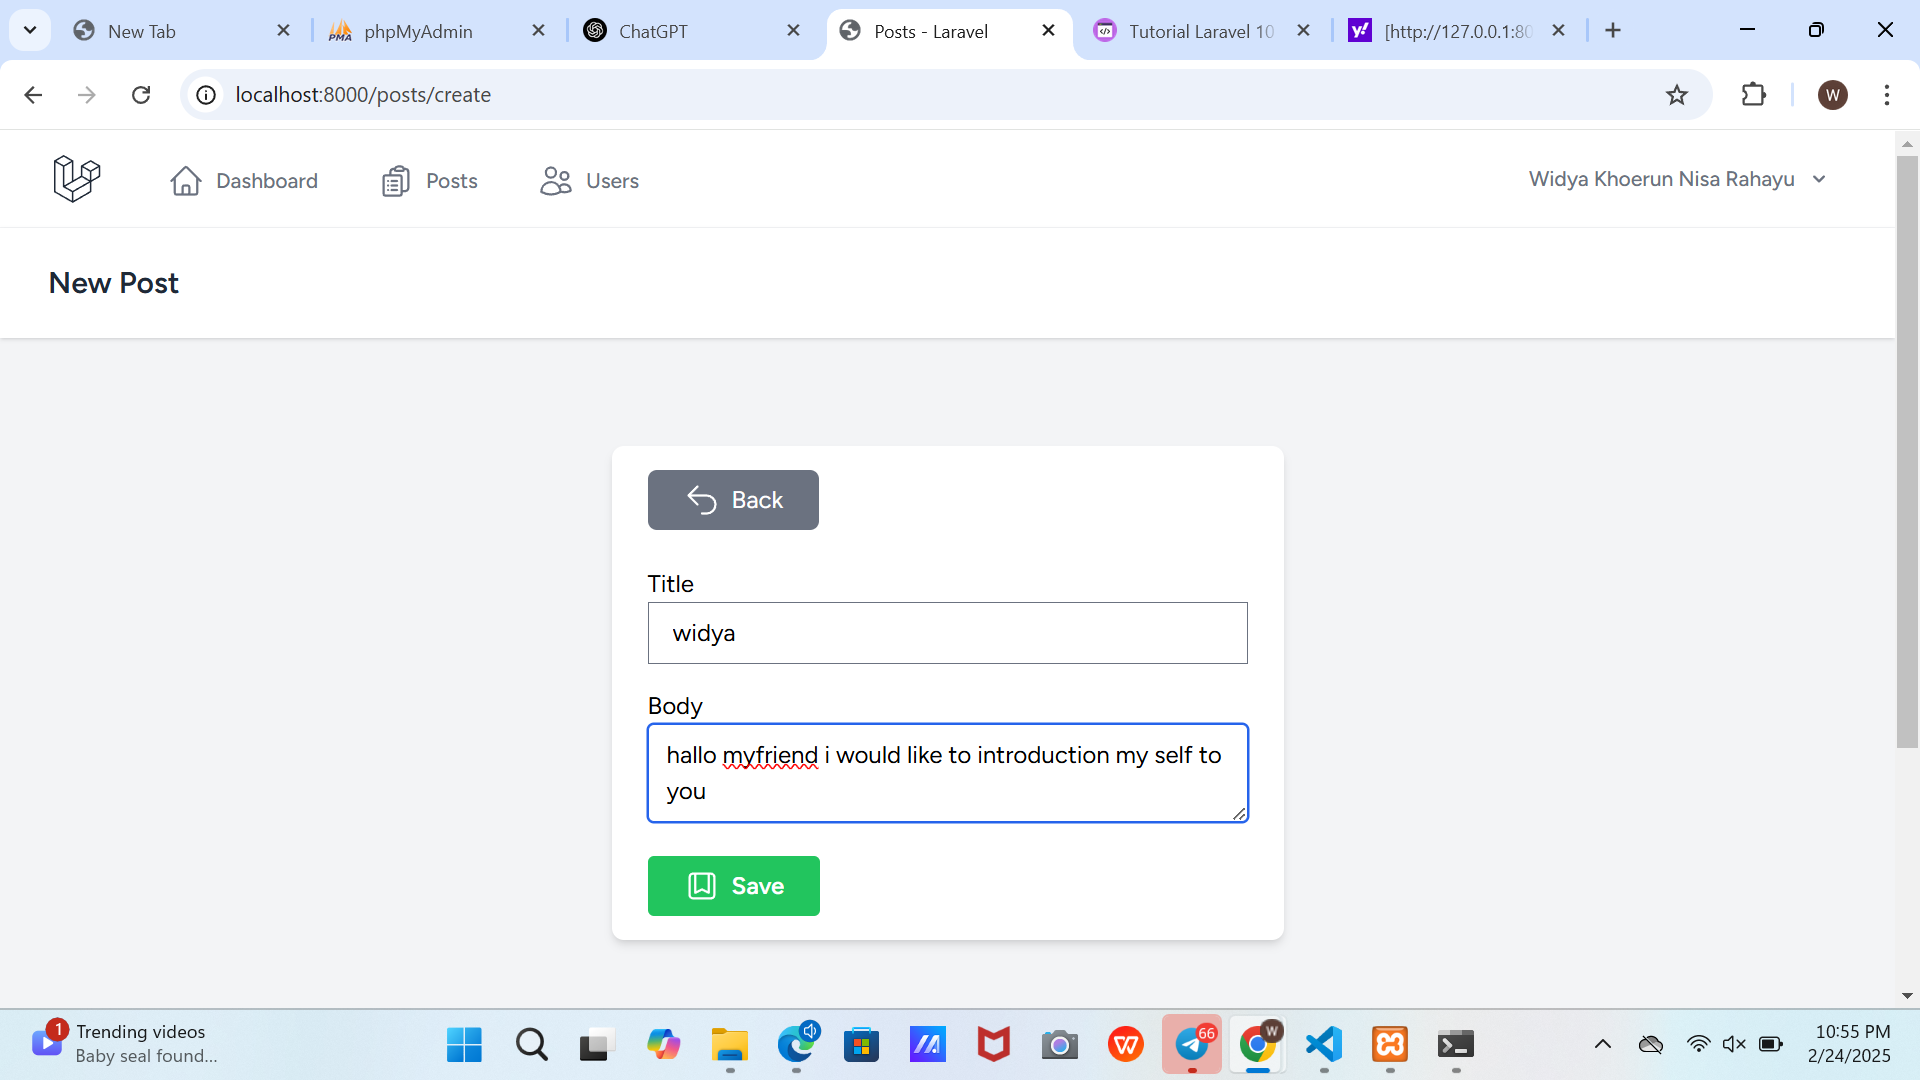 New Tab
phpMyAdmin
ChatGPT
Posts - Laravel
Tutorial Laravel 10
[http://127.0.0.1:80
localhost:8000/posts/create
W
Dashboard
Posts
Users
Widya Khoerun Nisa Rahayu
New Post
Back
Title
widya
Body
hallo myfriend i would like to introduction my self to
you
Save
1
Trending videos
Baby seal found...
66
W
10:55 PM
2/24/2025